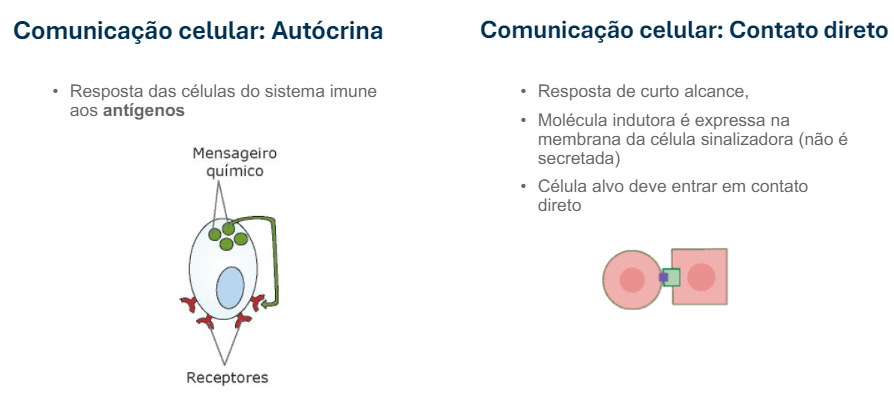 Comunicação celular: Autócrina
• Resposta das células do sistema imune
aos antígenos
Mensageiro
químico
Receptores
Comunicação celular: Contato direto
• Resposta de curto alcance,
• Molécula indutora é expressa na
membrana da célula sinalizadora (não é
secretada)
• Célula alvo deve entrar em contato
direto